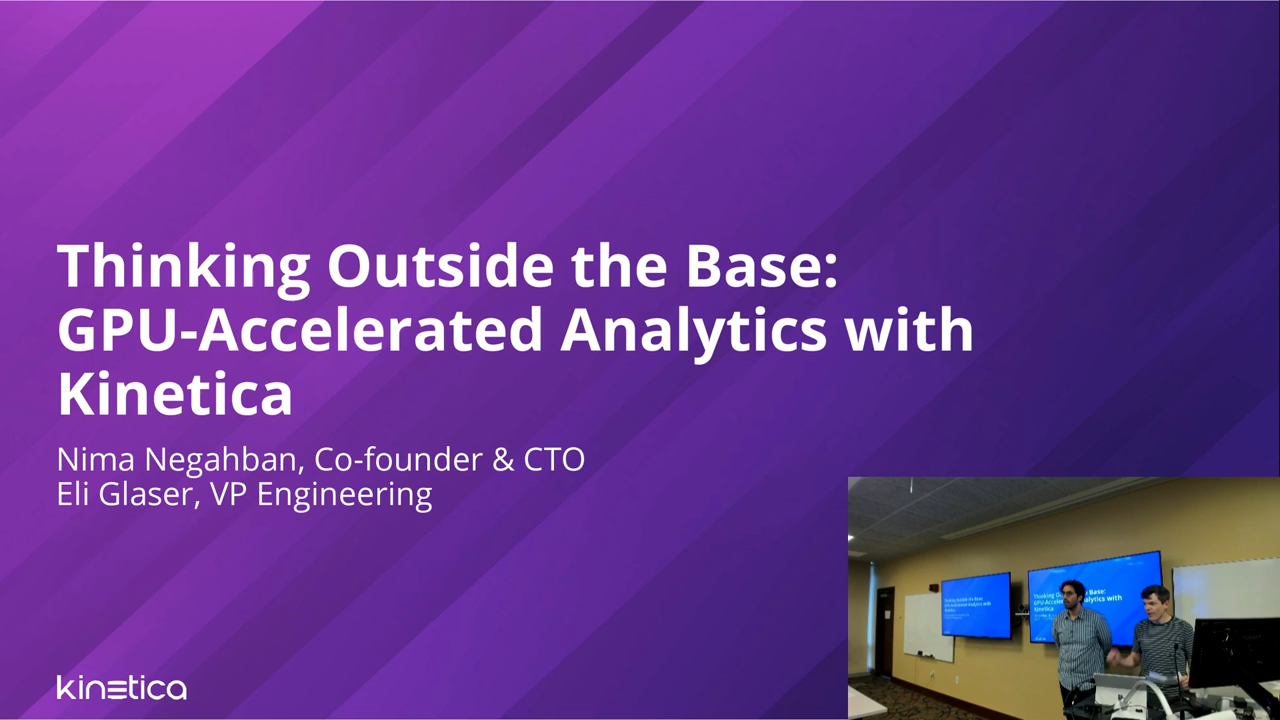 Thinking Outside the Base:
GPU-Accelerated Analytics with
Kinetica
Nima Negahban, Co-founder & CTO
Eli Glaser, VP Engineering
kinetica